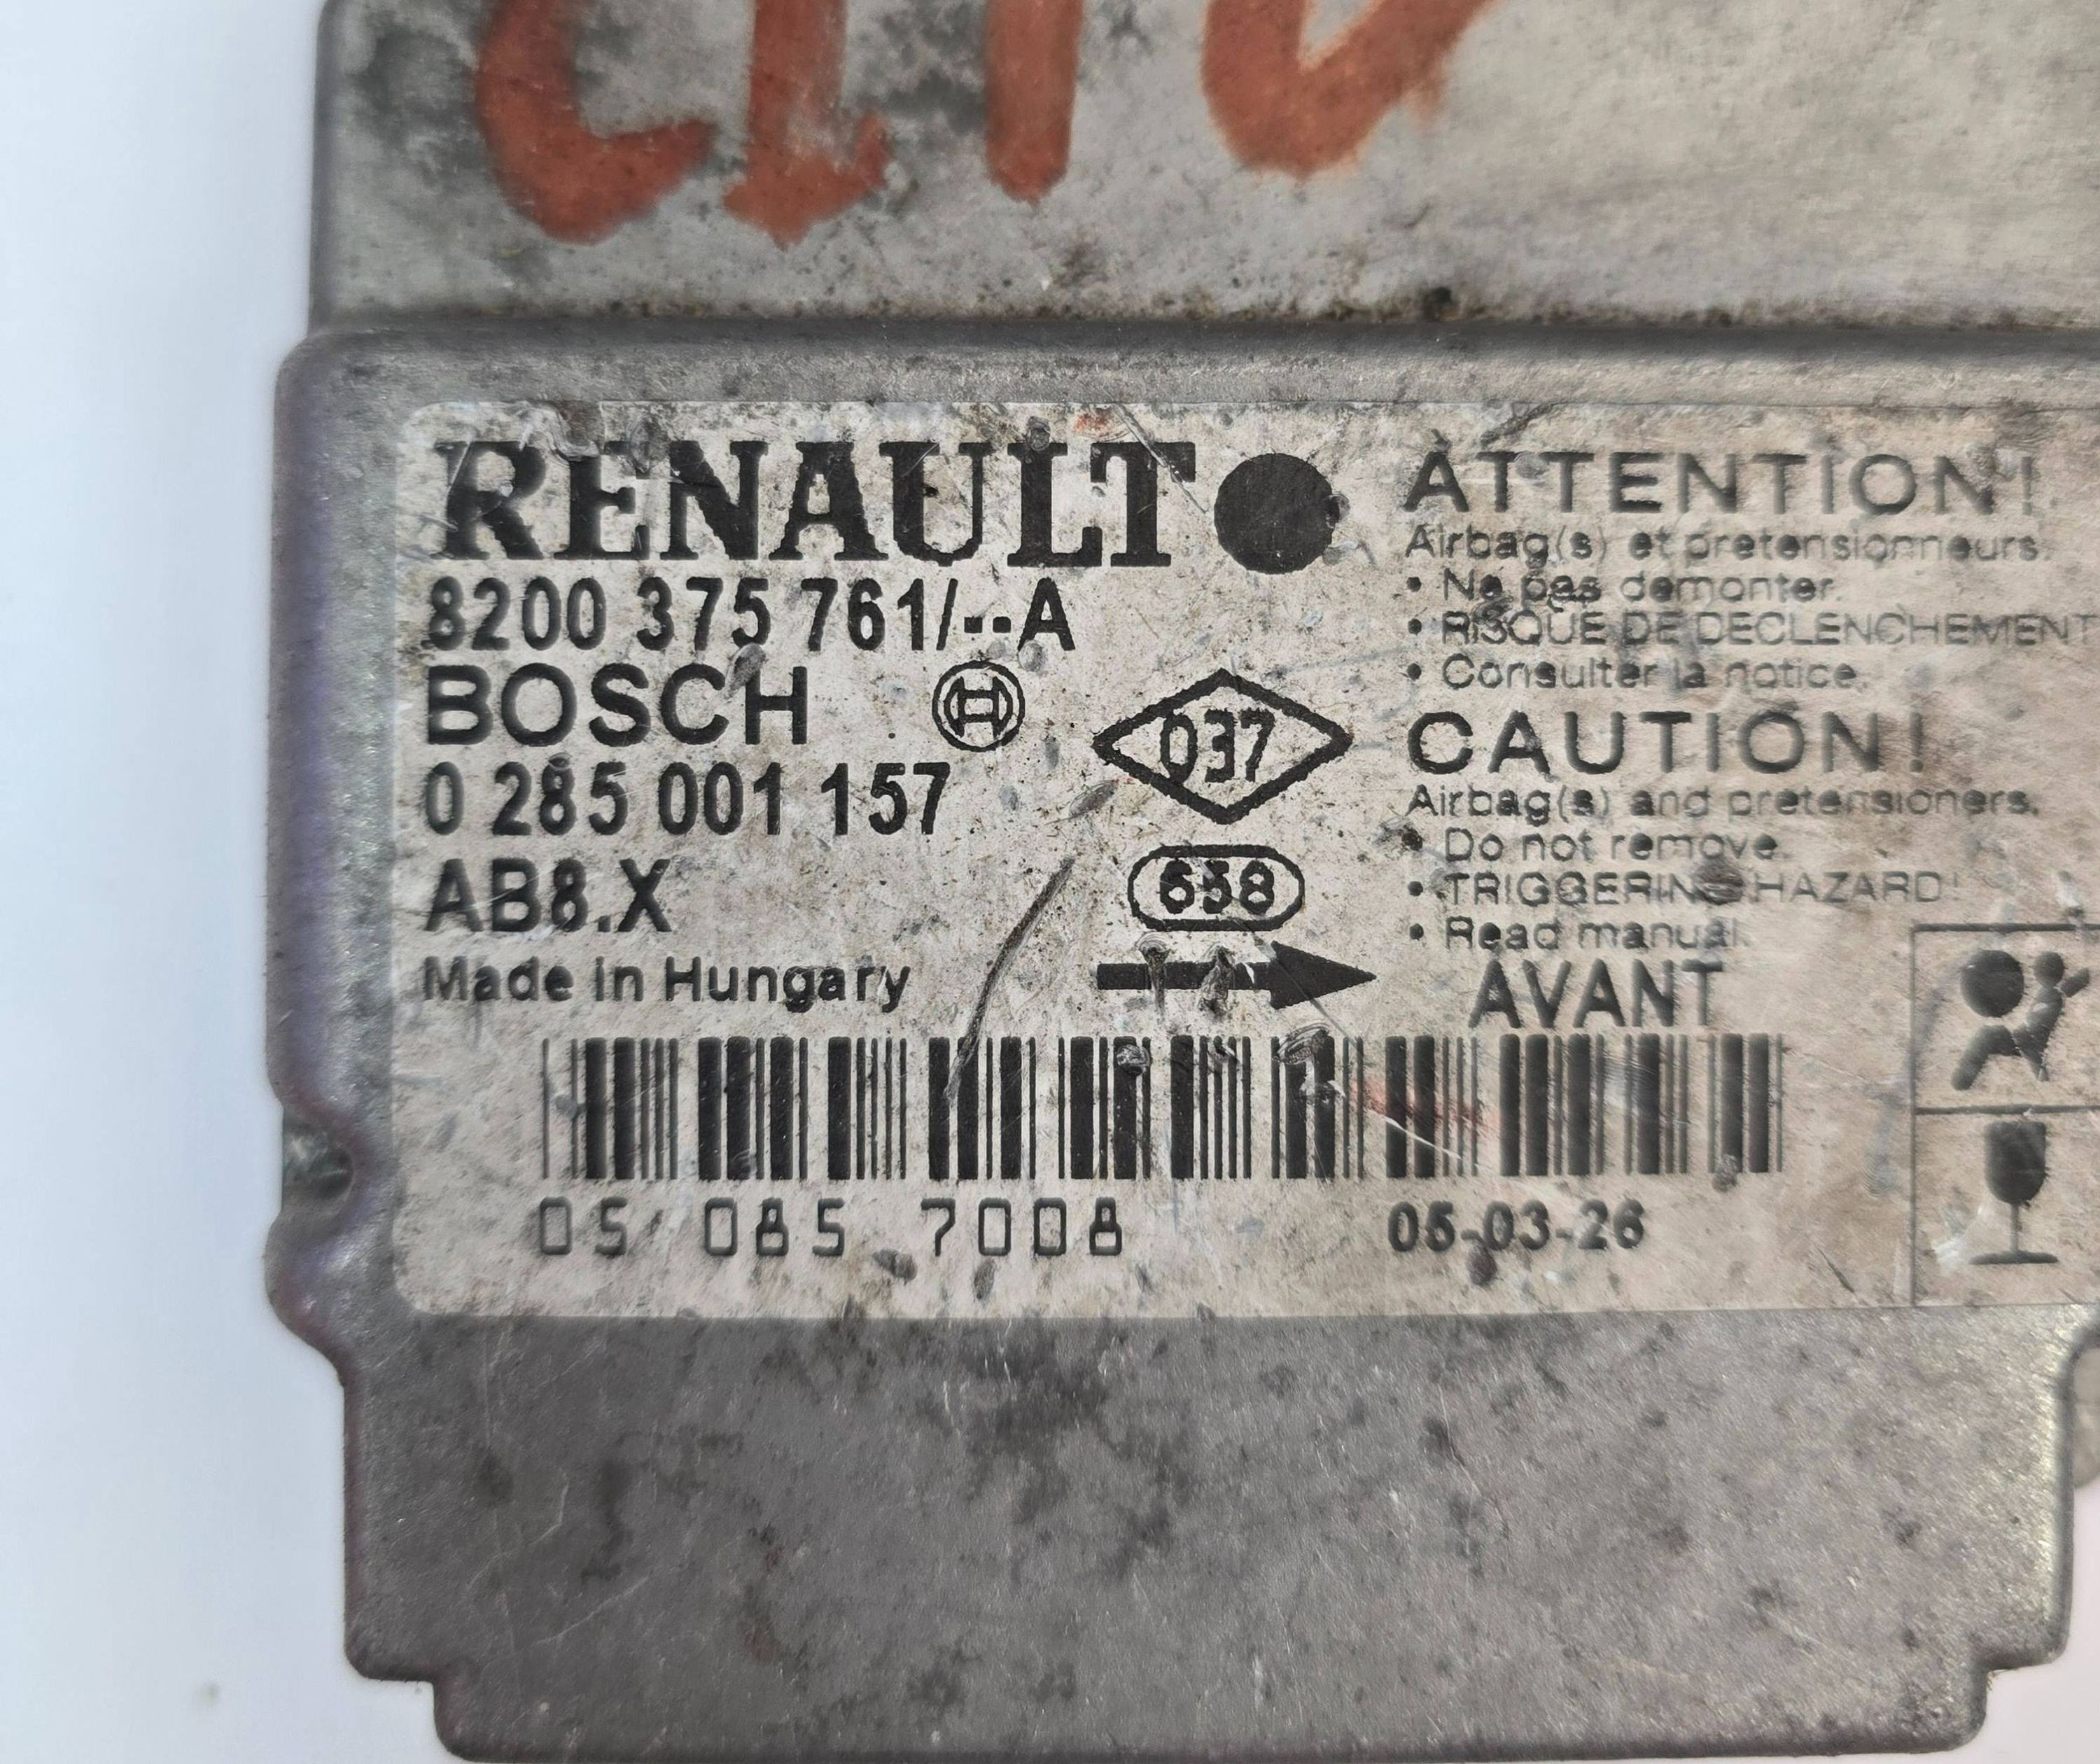 RENAULT
8200 375 761/--A
BOSCH
0 285 001 157
AB8.X
Made in Hungary
037
658
ATTENTION!
Airbag(s) et pretensionneurs.
• Ne pas demonter.
• RISQUE DE DECLENCHEMENT
• Consulter la notice.
CAUTION!
Airbag(s) and pretensioners.
• Do not remove.
• TRIGGERING HAZARD!
• Read manual.
AVANT
05 085 7008
05-03-26